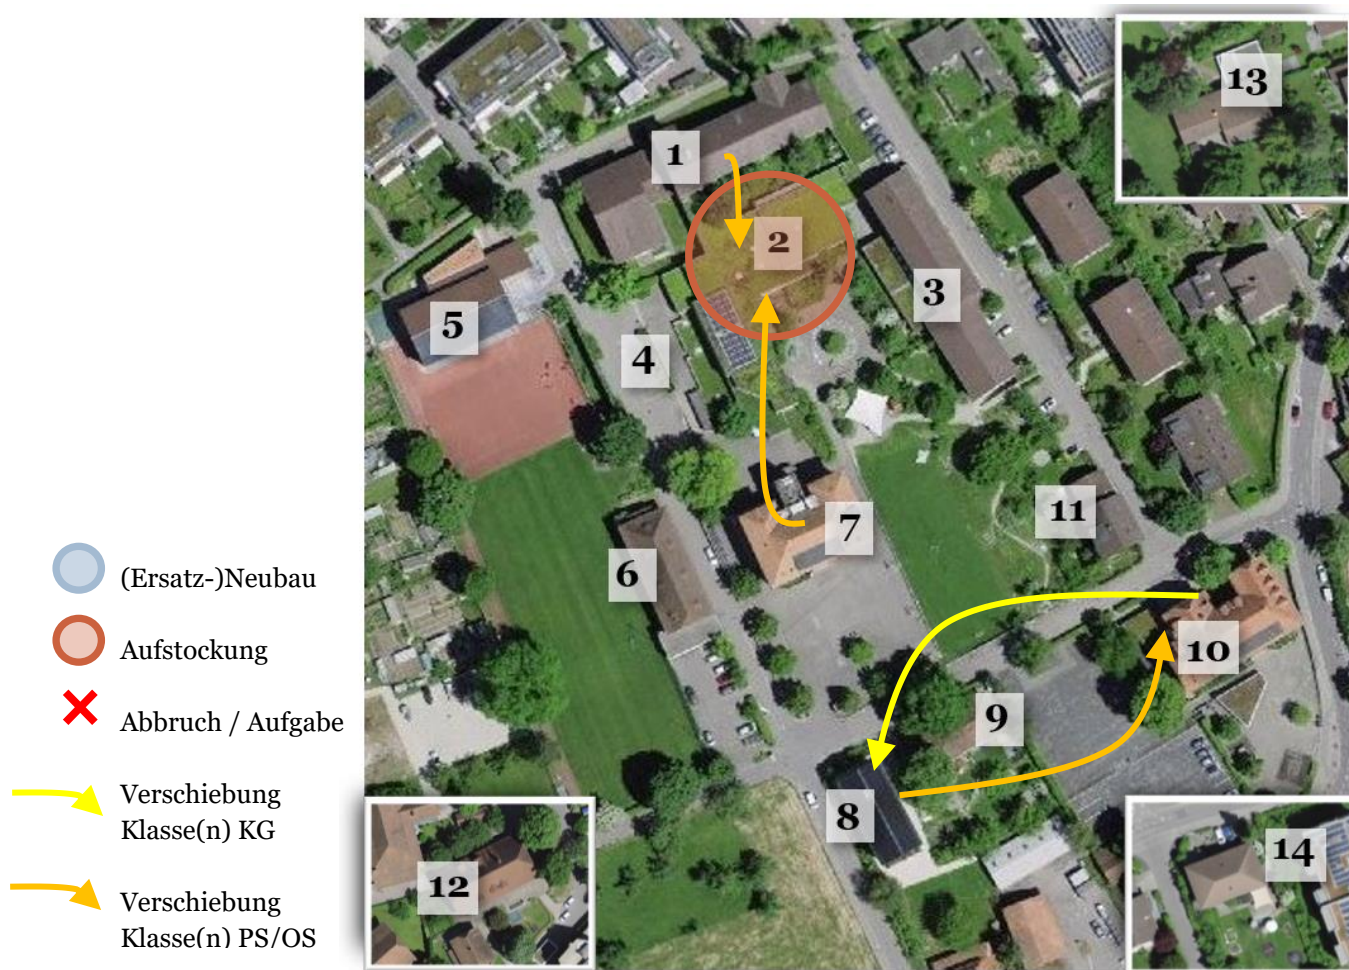 13
1
2
3
5
4
11
7
6
10
9
8
12
14
(Ersatz-)Neubau
Aufstockung
Abbruch / Aufgabe
Verschiebung
Klasse(n) KG
Verschiebung
Klasse(n) PS/OS